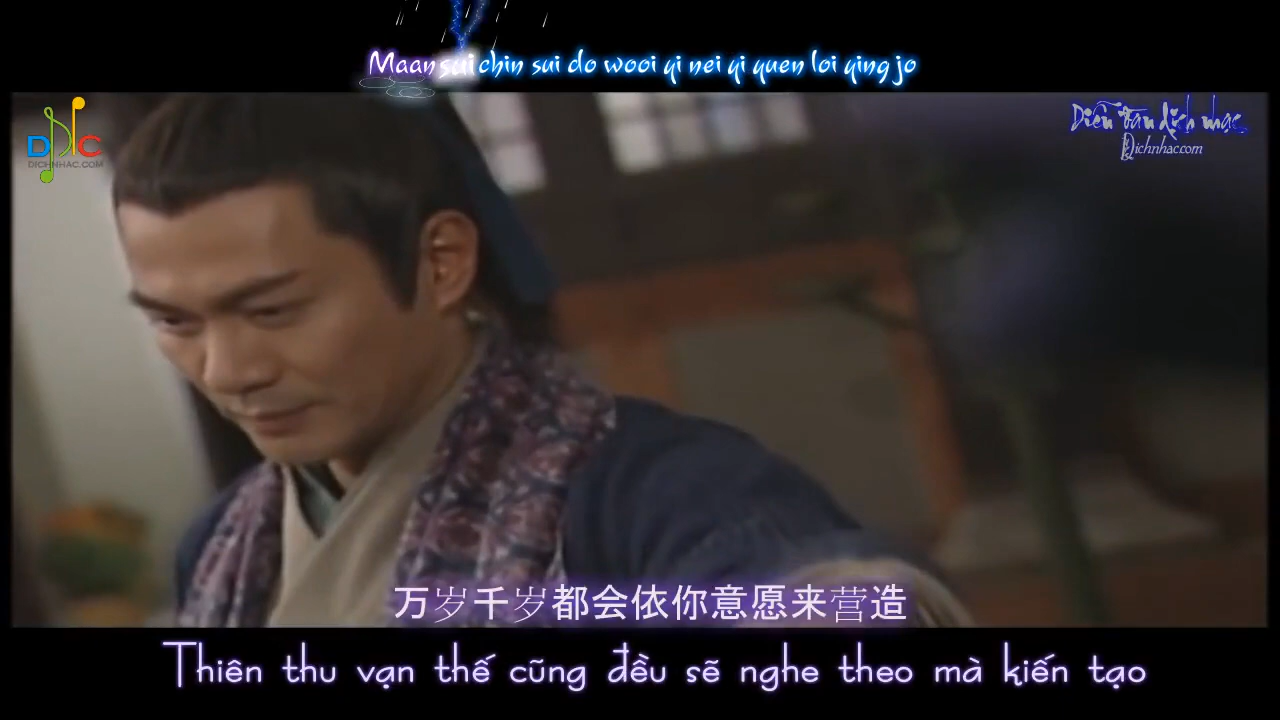 Maan sui chin sui do wooi yi nei yi yuen loi ying jo
DIC
DICHNHAC.COM
Diễn đàn dịch nhạc
Dichnhac.com
万岁千岁都会依你意愿来营造
Thiên thu vạn thế cũng đều sẽ nghe theo mà kiến tạo